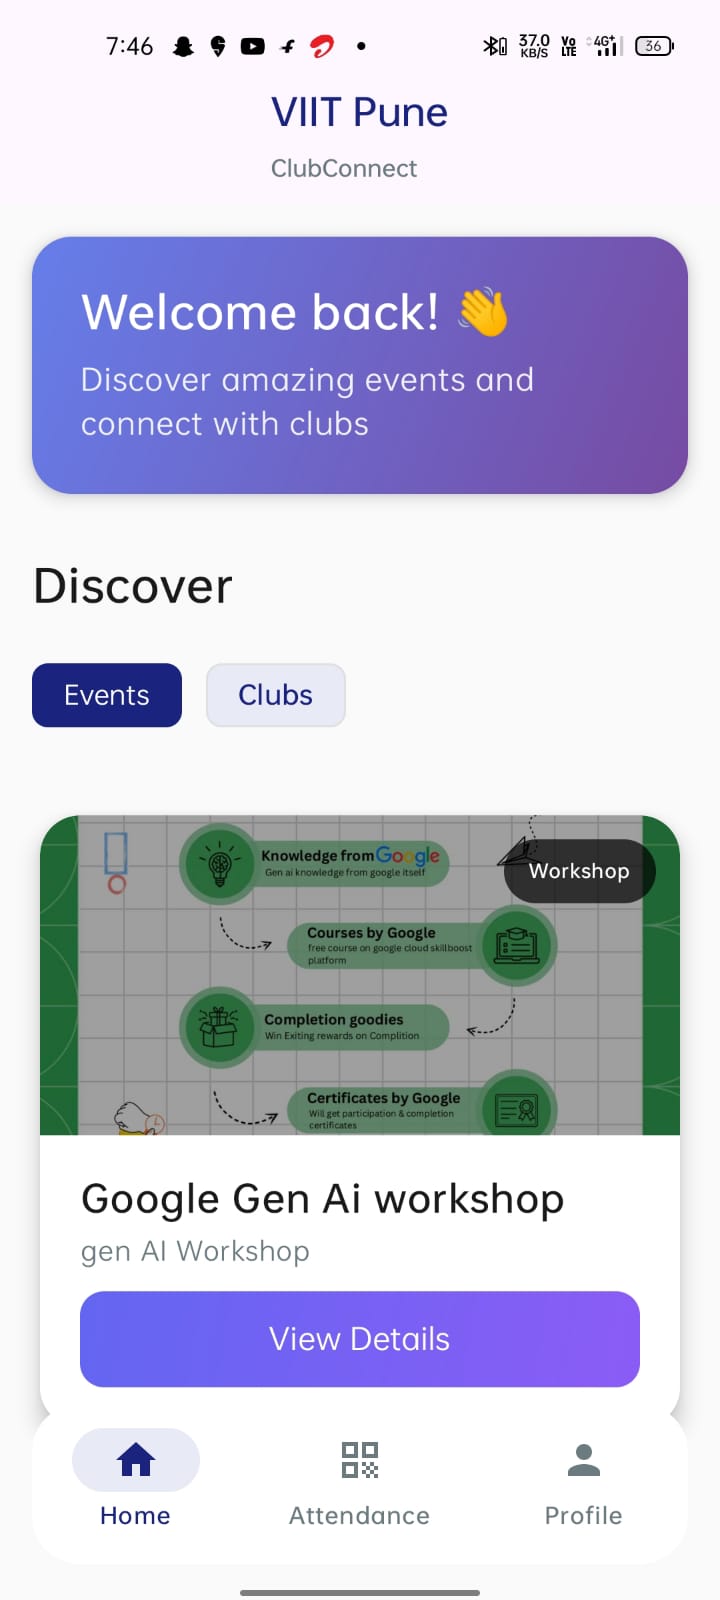 7:46
37.0
KB/S
Vo
LTE
4G+
36
VIIT Pune
ClubConnect
Welcome back! 👋
Discover amazing events and
connect with clubs
Discover
Events
Clubs
Knowledge from Google
Gen ai knowledge from google itself
Workshop
Courses by Google
free course on google cloud skillboost
platform
Completion goodies
Win Exiting rewards on Complition
Certificates by Google
Will get participation & completion
certificates
Google Gen Ai workshop
gen AI Workshop
View Details
Home
Attendance
Profile